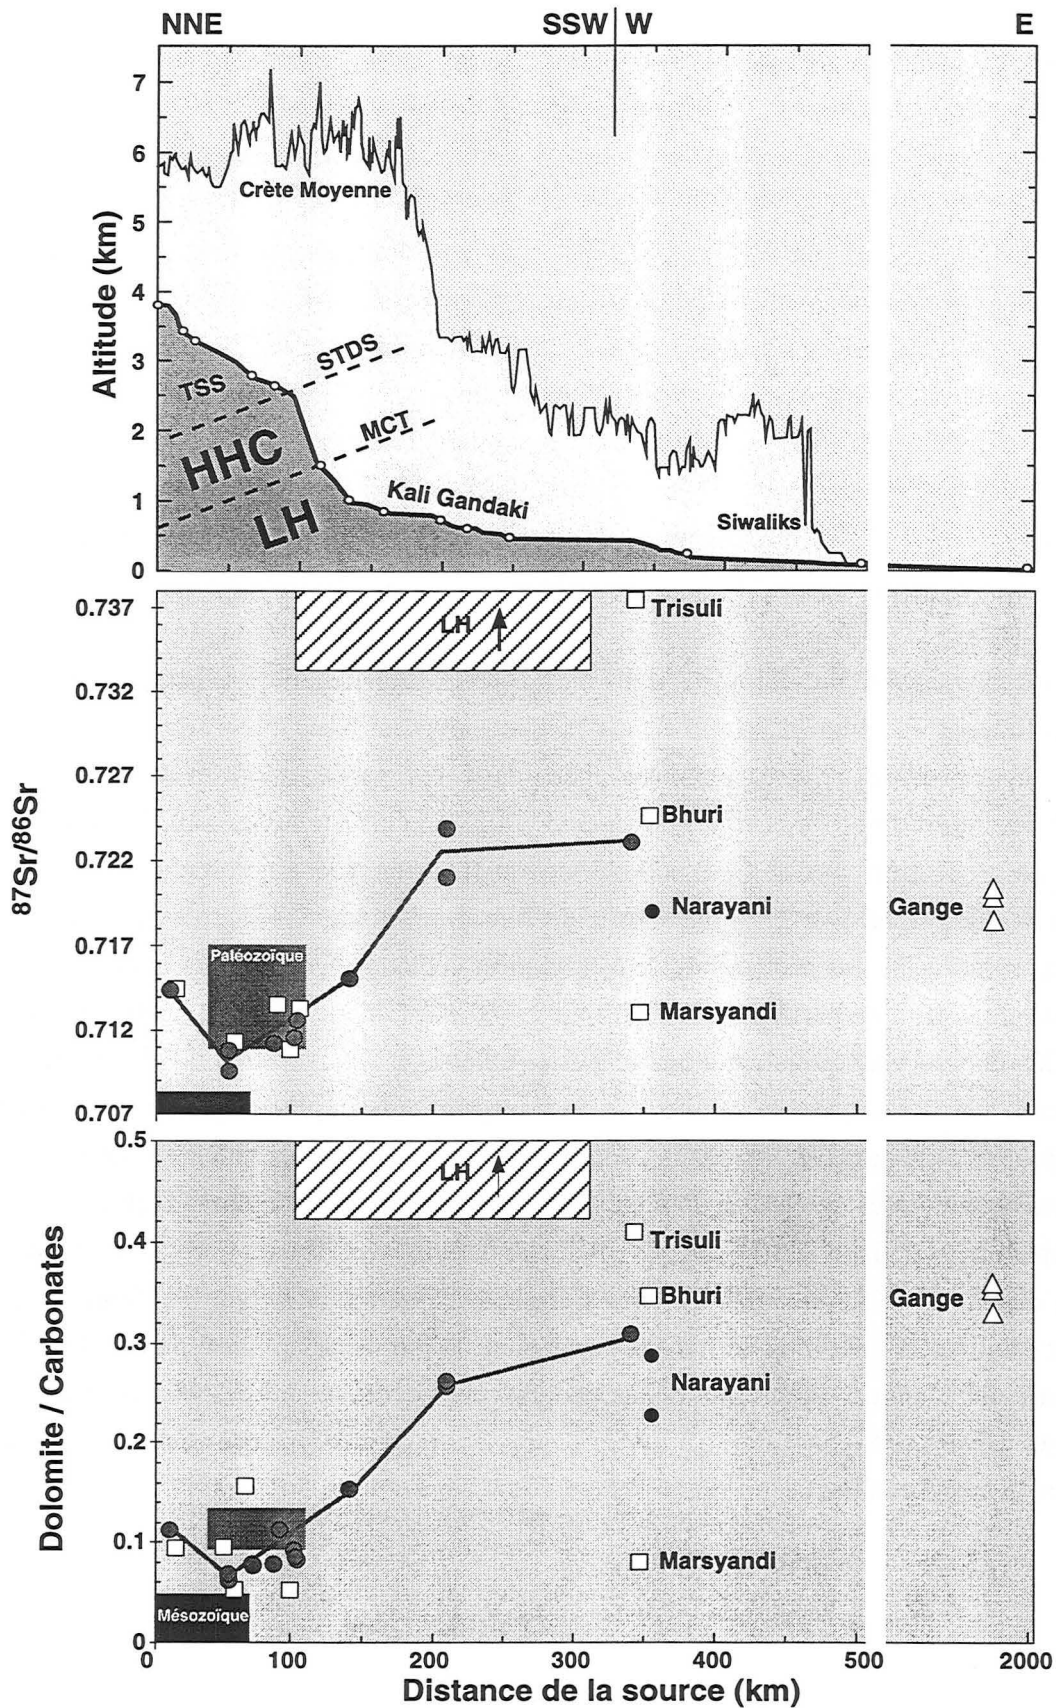 NNE SSW W E
7
6
5
4
3
2
1
0
Altitude (km)
Crète Moyenne
STDS
TSS
MCT
HHC
LH
Kali Gandaki
Siwaliks
0.737
0.732
0.727
0.722
0.717
0.712
0.707
87Sr/86Sr
LH
Trisuli
Bhuri
Narayani
Gange
Paléozoïque
Marsyandi
0.5
0.4
0.3
0.2
0.1
0
Dolomite / Carbonates
LH
Trisuli
Bhuri
Gange
Narayani
Marsyandi
Mésozoïque
0 100 200 300 400 500 2000
Distance de la source (km)